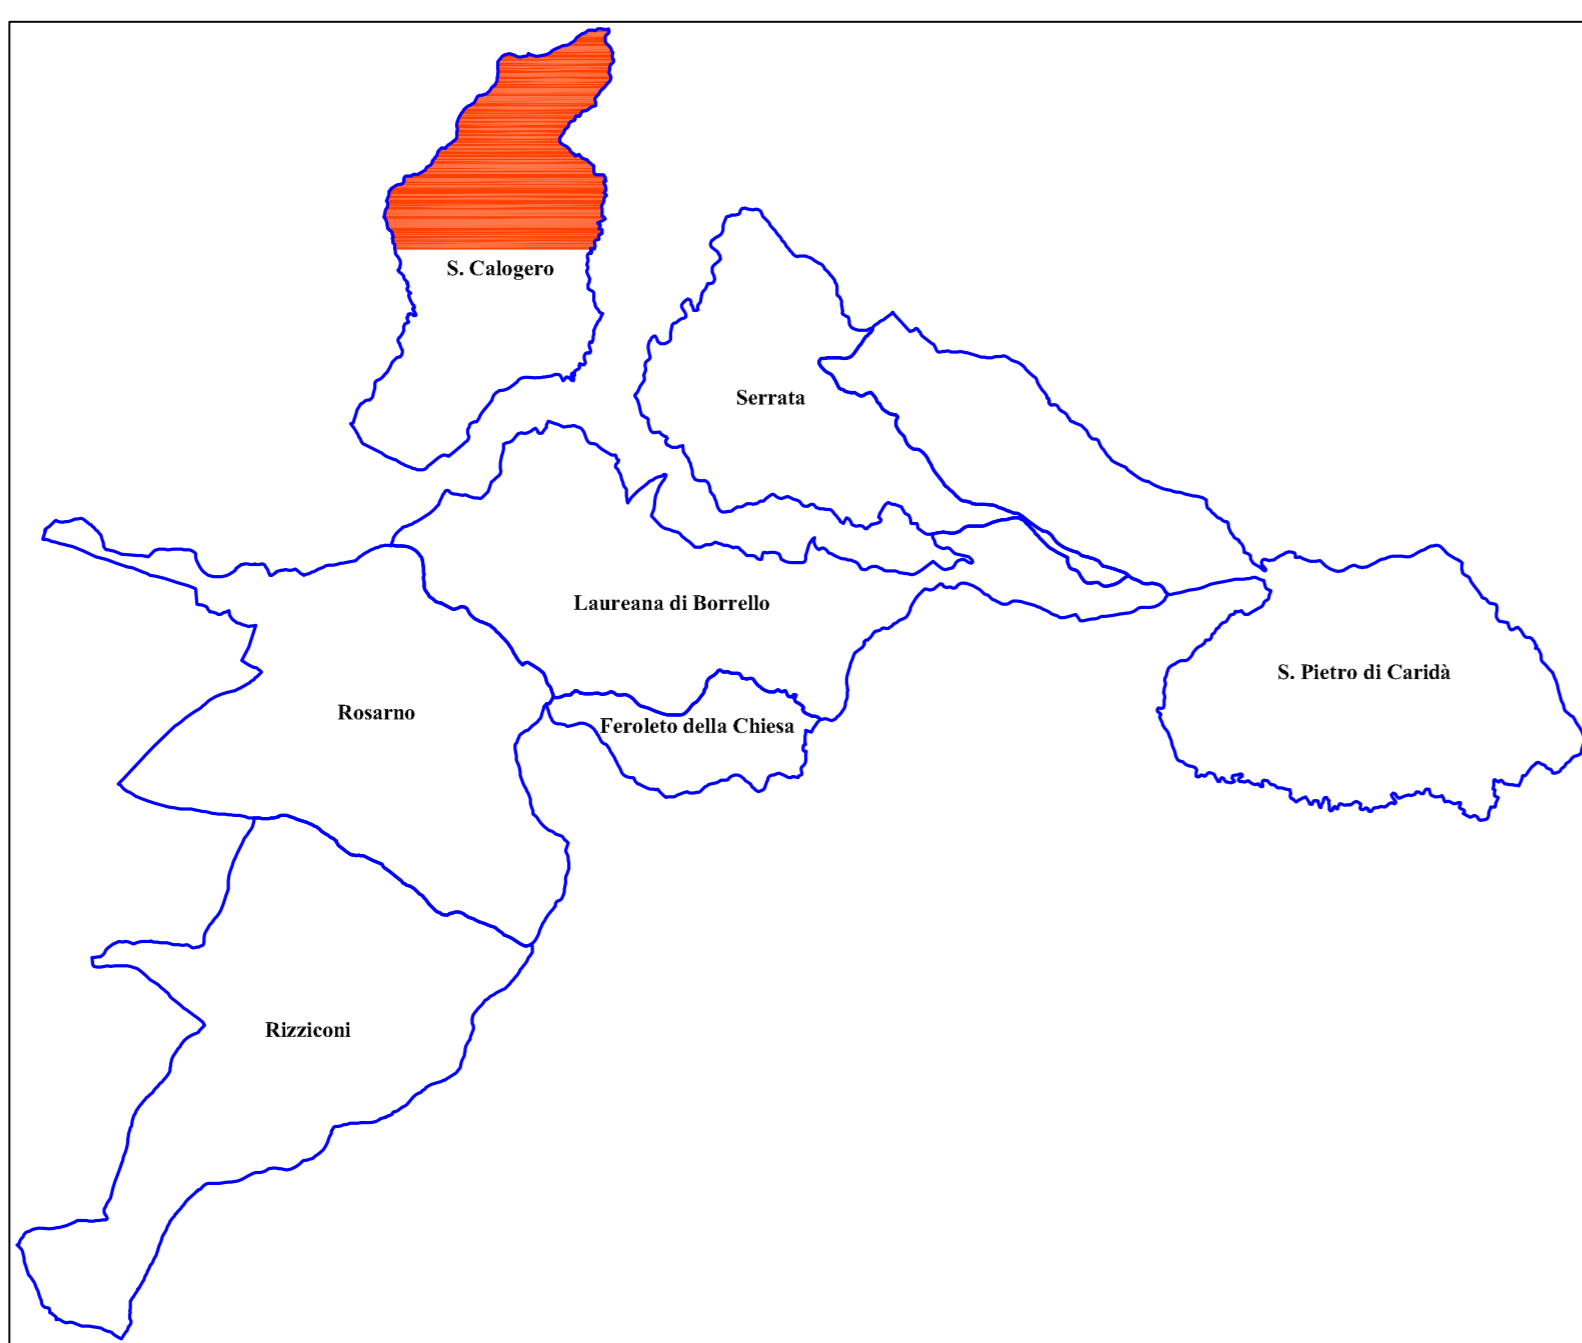 S. Calogero
Serrata
Laureana di Borrello
S. Pietro di Caridà
Rosarno
Feroleto della Chiesa
Rizziconi